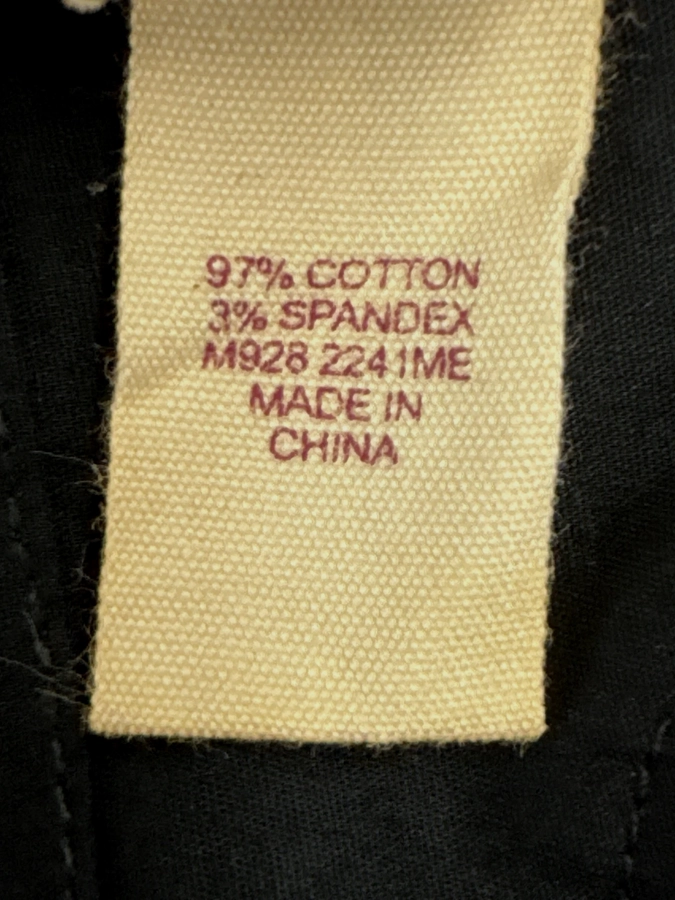 97% COTTON
3% SPANDEX
M928 2241ME
MADE IN
CHINA